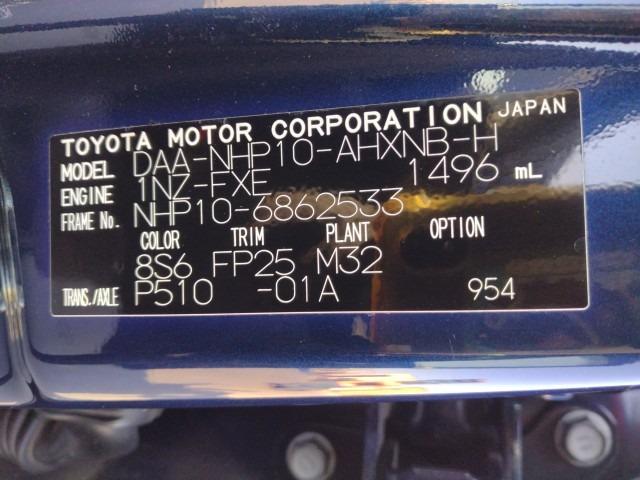 TOYOTA MOTOR CORPORATION JAPAN
MODEL DAA-NHP10-AHXNB-H
ENGINE 1NZ-FXE 1496 mL
FRAME No. NHP10-6862533
COLOR TRIM PLANT OPTION
8S6 FP25 M32
TRANS./AXLE P510 -01A 954